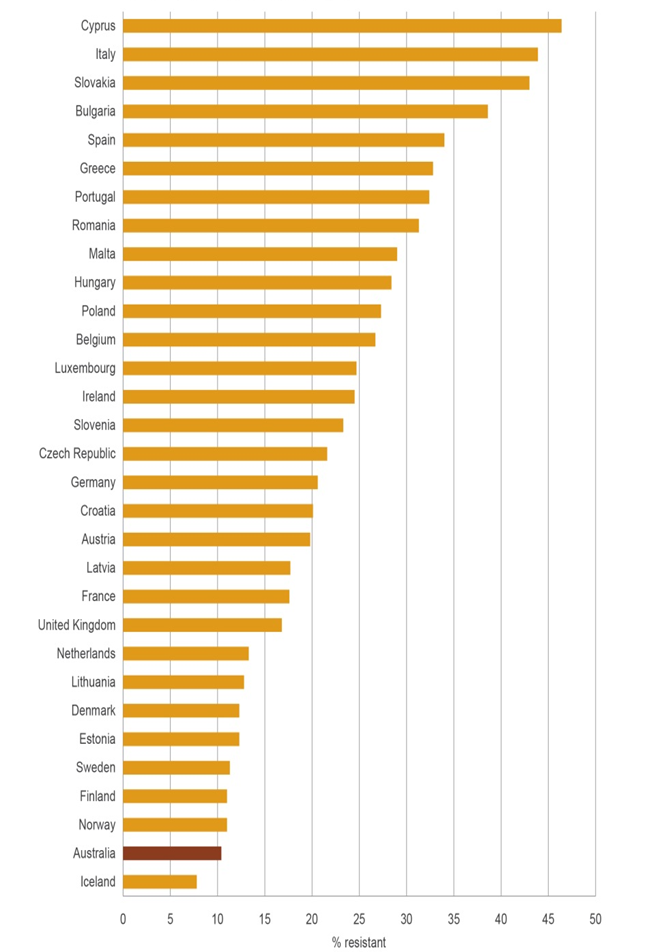 Cyprus
Italy
Slovakia
Bulgaria
Spain
Greece
Portugal
Romania
Malta
Hungary
Poland
Belgium
Luxembourg
Ireland
Slovenia
Czech Republic
Germany
Croatia
Austria
Latvia
France
United Kingdom
Netherlands
Lithuania
Denmark
Estonia
Sweden
Finland
Norway
Australia
Iceland
0 5 10 15 20 25 30 35 40 45 50
% resistant